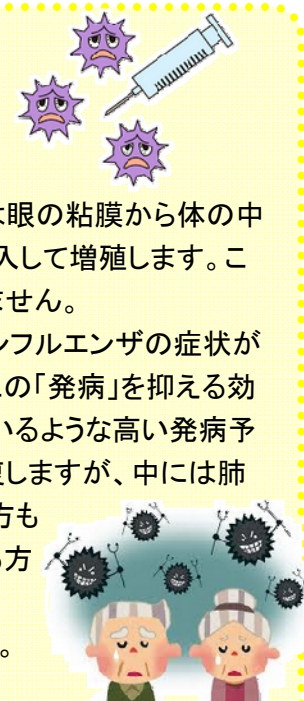 は眼の粘膜から体の中
入して増殖します。こ
ません。
ンフルエンザの症状が
この「発病」を抑える効
いるような高い発病予
復しますが、中には肺
方も
る方
。